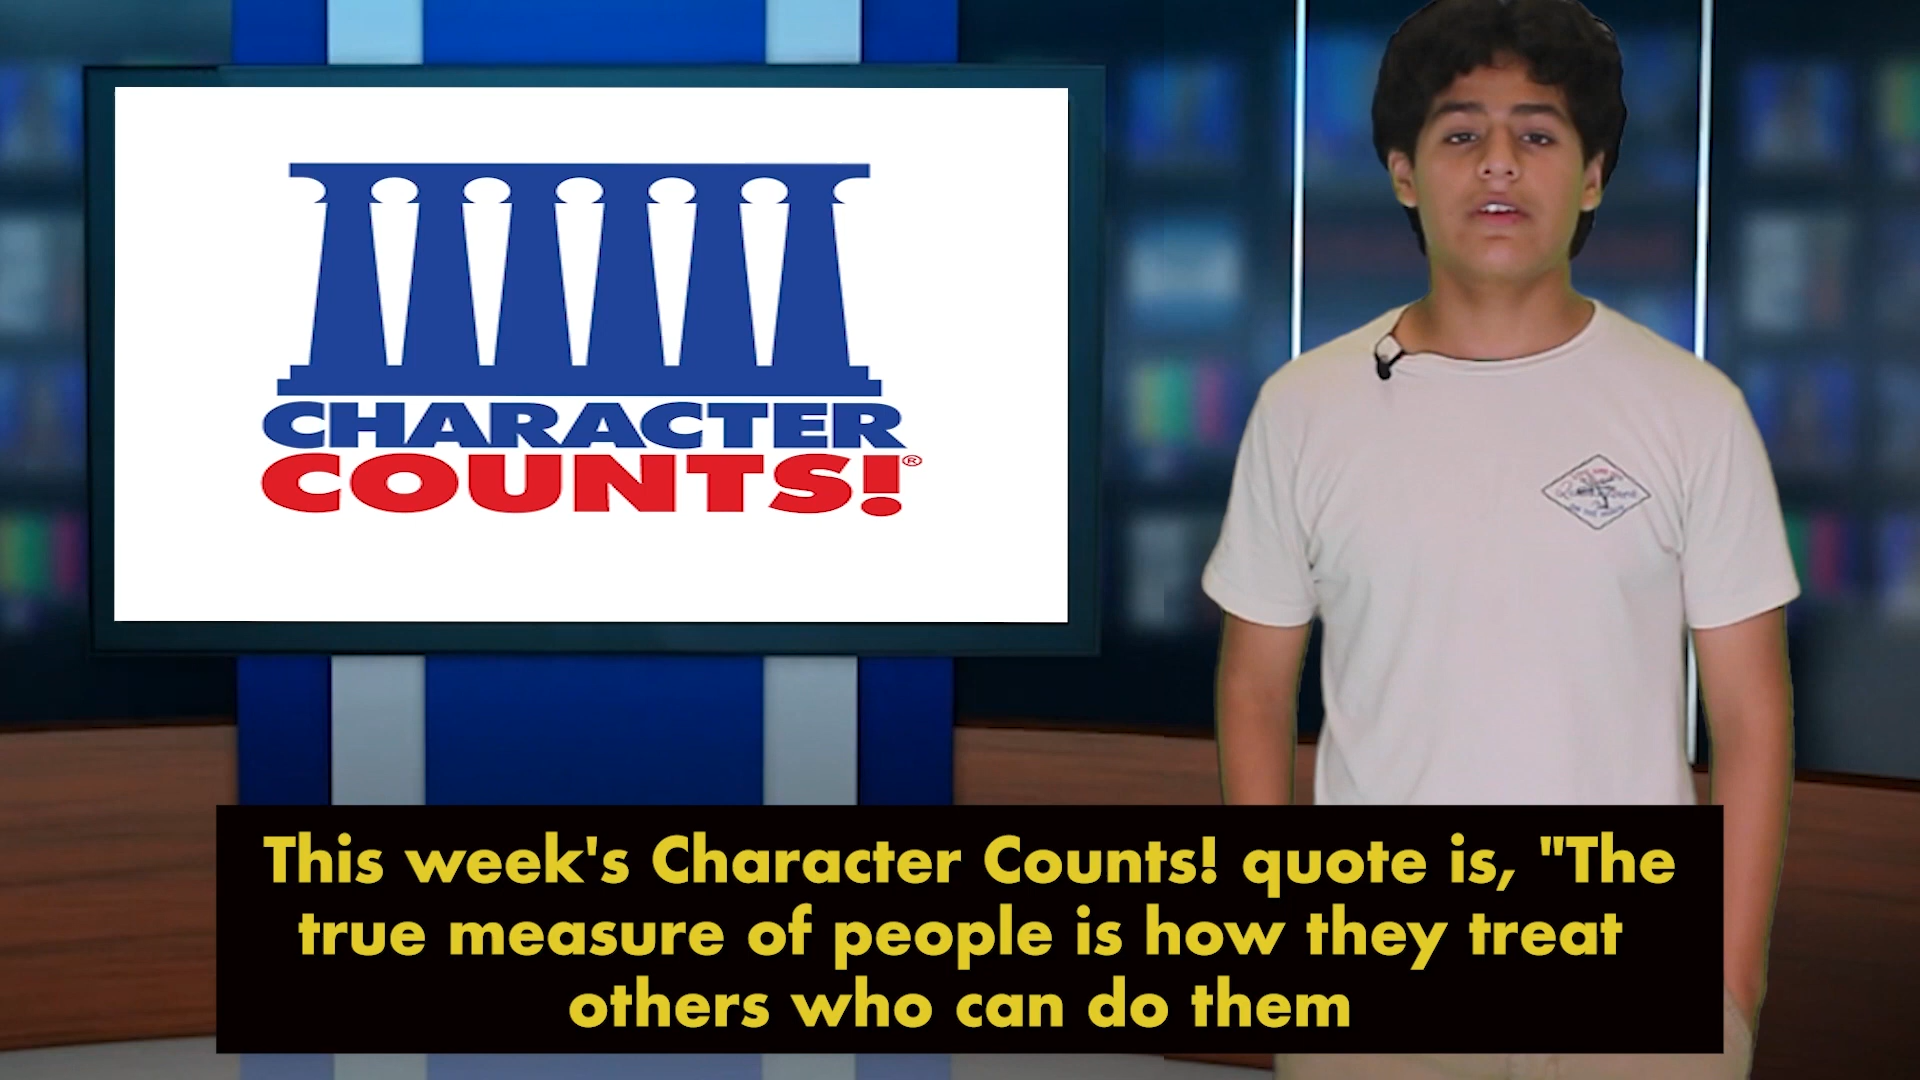 CHARACTER
COUNTS!®
This week's Character Counts! quote is, "The
true measure of people is how they treat
others who can do them